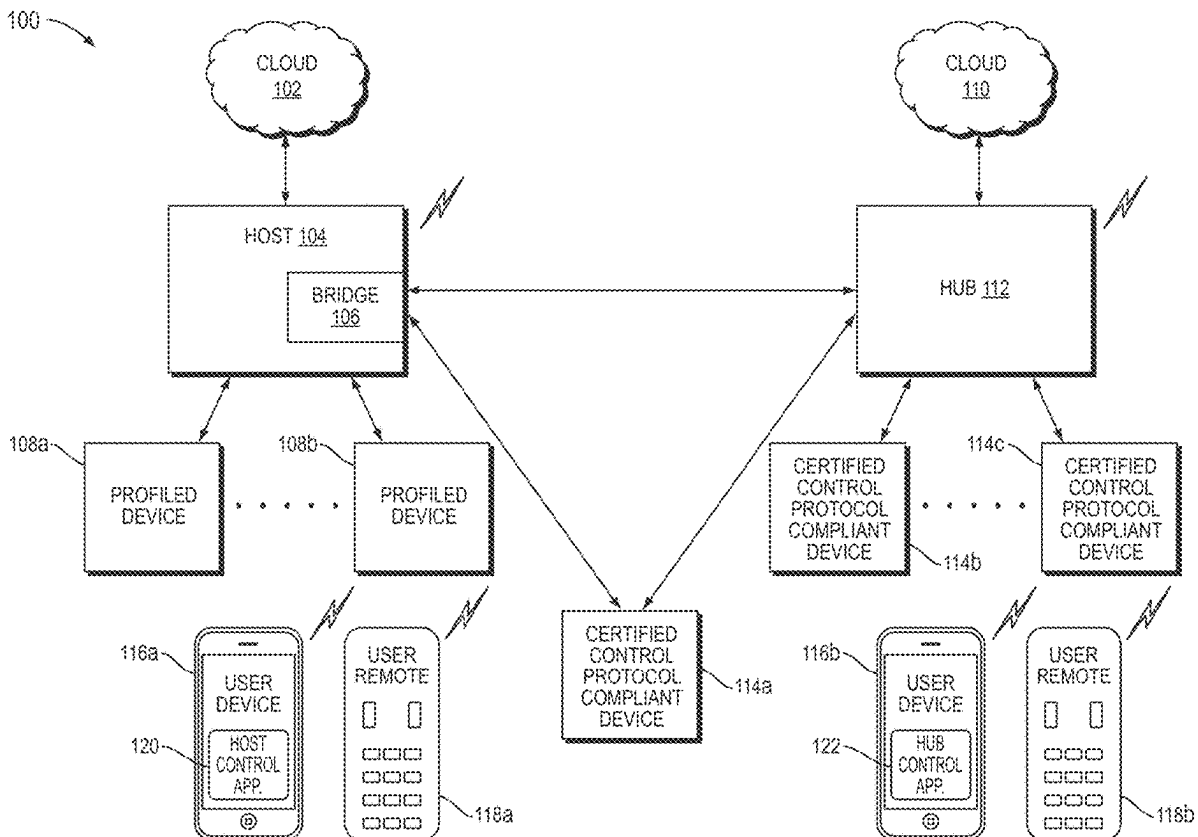 100
CLOUD
102
CLOUD
110
HOST 104
BRIDGE
106
HUB 112
108a
PROFILED
DEVICE
108b
PROFILED
DEVICE
CERTIFIED
CONTROL
PROTOCOL
COMPLIANT
DEVICE
114b
114c
CERTIFIED
CONTROL
PROTOCOL
COMPLIANT
DEVICE
116a
USER
DEVICE
120
HOST
CONTROL
APP.
USER
REMOTE
118a
CERTIFIED
CONTROL
PROTOCOL
COMPLIANT
DEVICE
114a
116b
USER
DEVICE
122
HUB
CONTROL
APP.
USER
REMOTE
118b